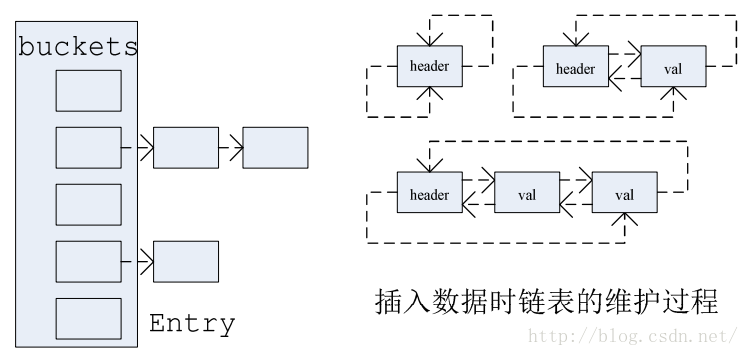 buckets
Entry
header
header
val
header
val
val
插入数据时链表的维护过程
http://blog.csdn.net/